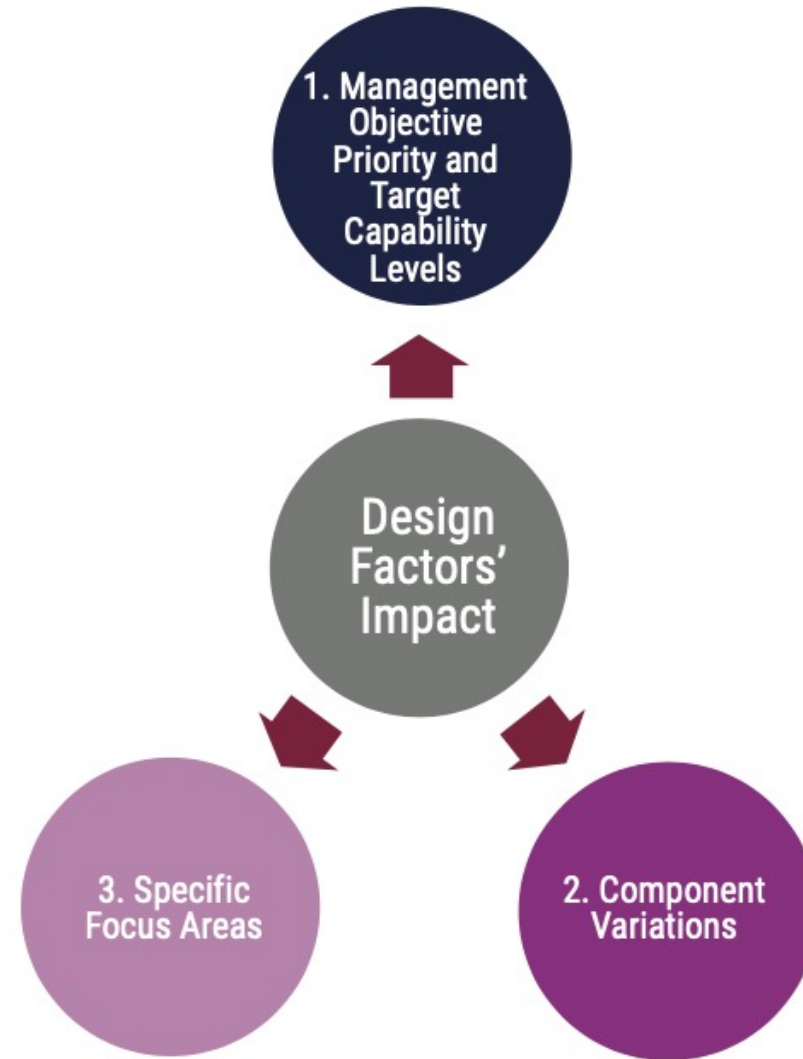 1. Management
Objective
Priority and
Target
Capability
Levels
Design
Factors’
Impact
3. Specific
Focus Areas
2. Component
Variations